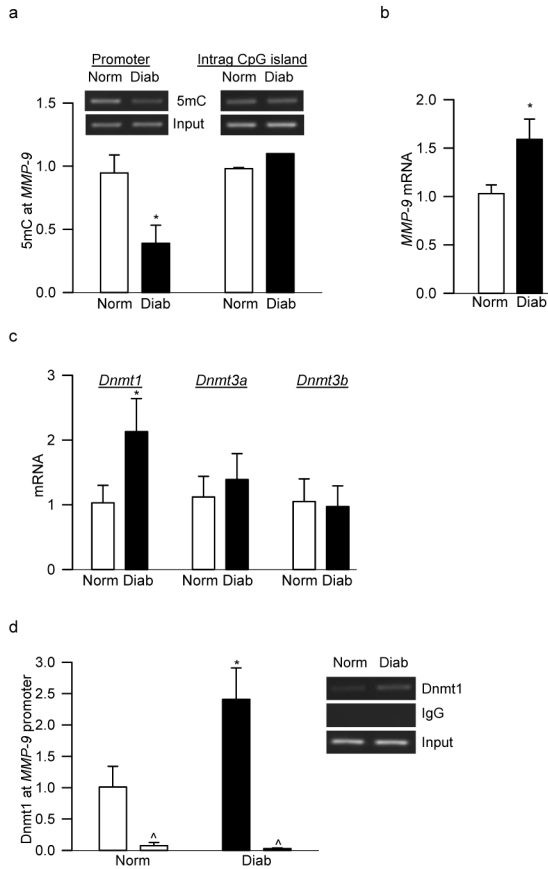 a
Promoter
Intrag CpG island
Norm Diab
Norm Diab
5mC
Input
5mC at MMP-9
1.5
1.0
0.5
0.0
*
Norm Diab
Norm Diab
b
MMP-9 mRNA
2.0
1.5
1.0
0.5
0.0
*
Norm Diab
c
mRNA
3
2
1
0
Dnmt1
Dnmt3a
Dnmt3b
*
Norm Diab
Norm Diab
Norm Diab
d
Dnmt1 at MMP-9 promoter
3.0
2.5
2.0
1.5
1.0
0.5
0.0
*
^
^
Norm
Diab
Norm Diab
Dnmt1
IgG
Input